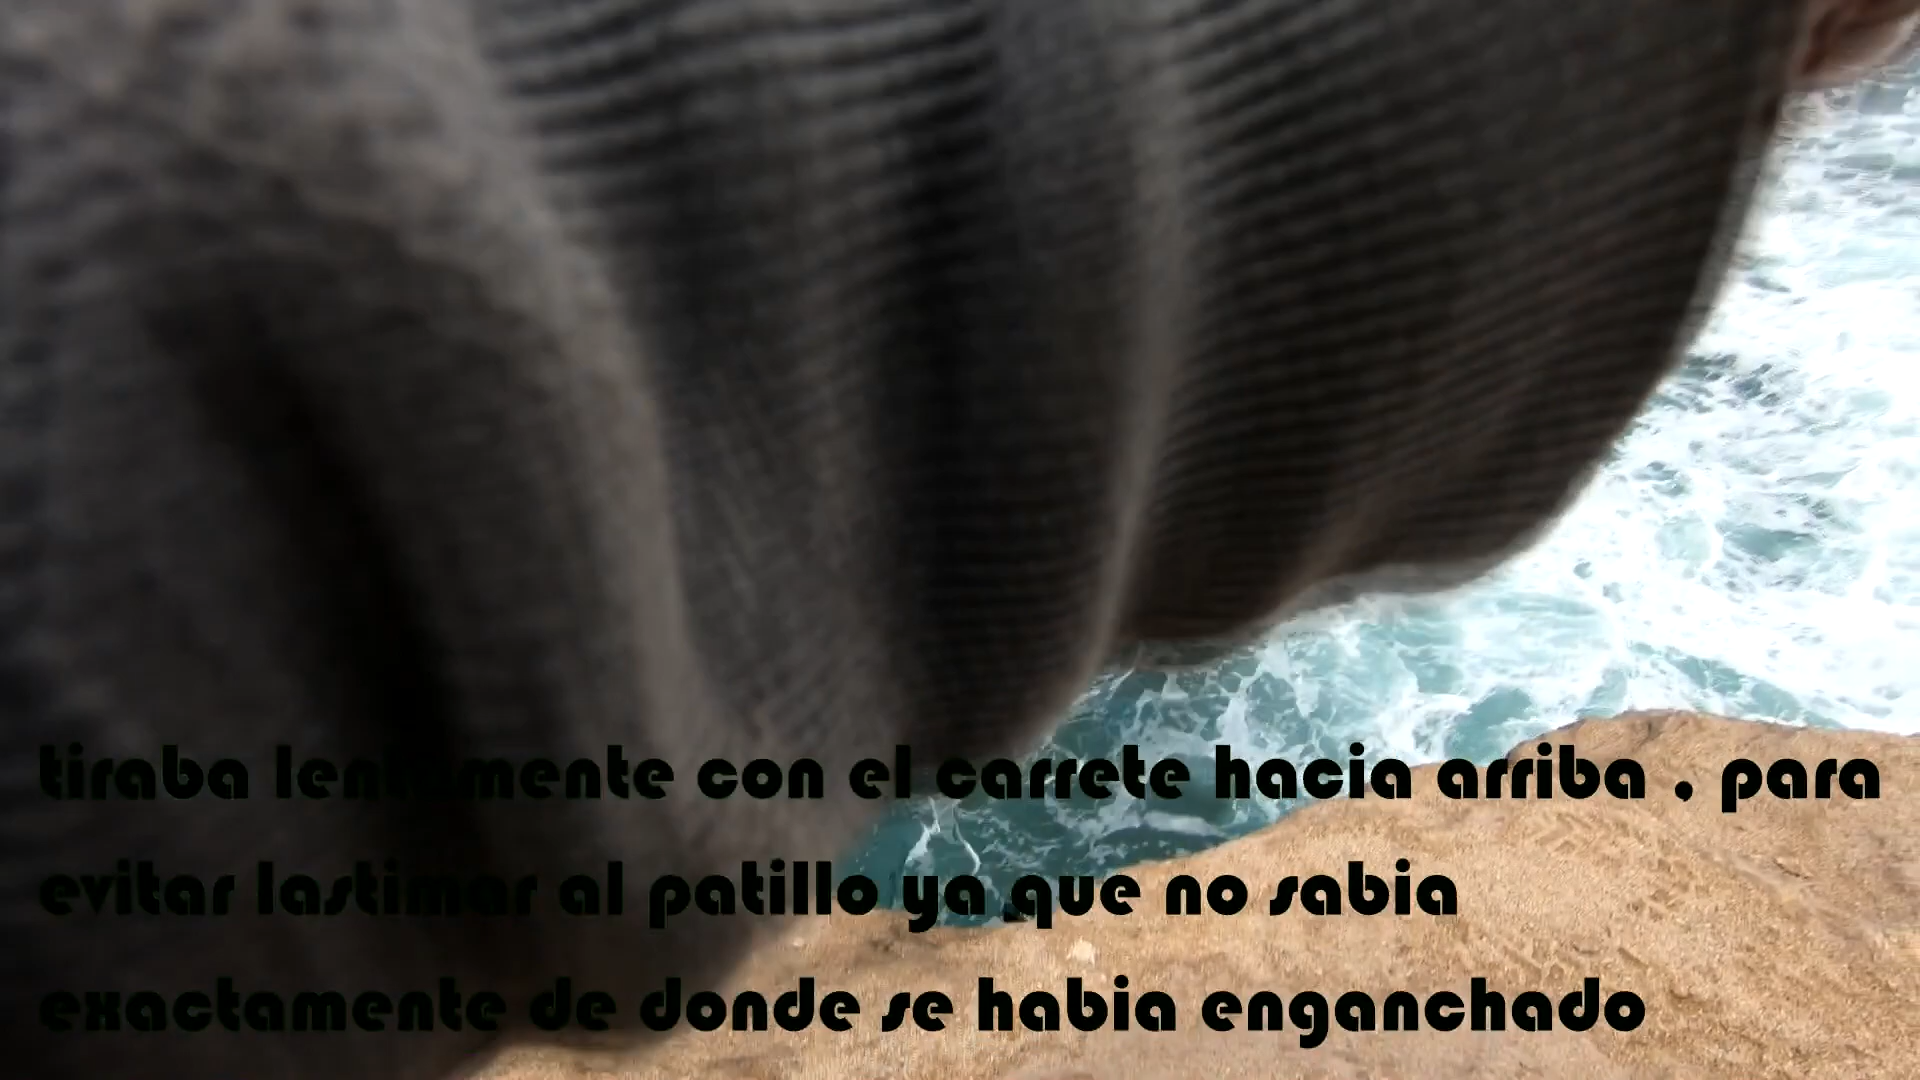 tiraba lentamente con el carrete hacia arriba , para
evitar lastimar al patillo ya que no sabia
exactamente de donde se habia enganchado